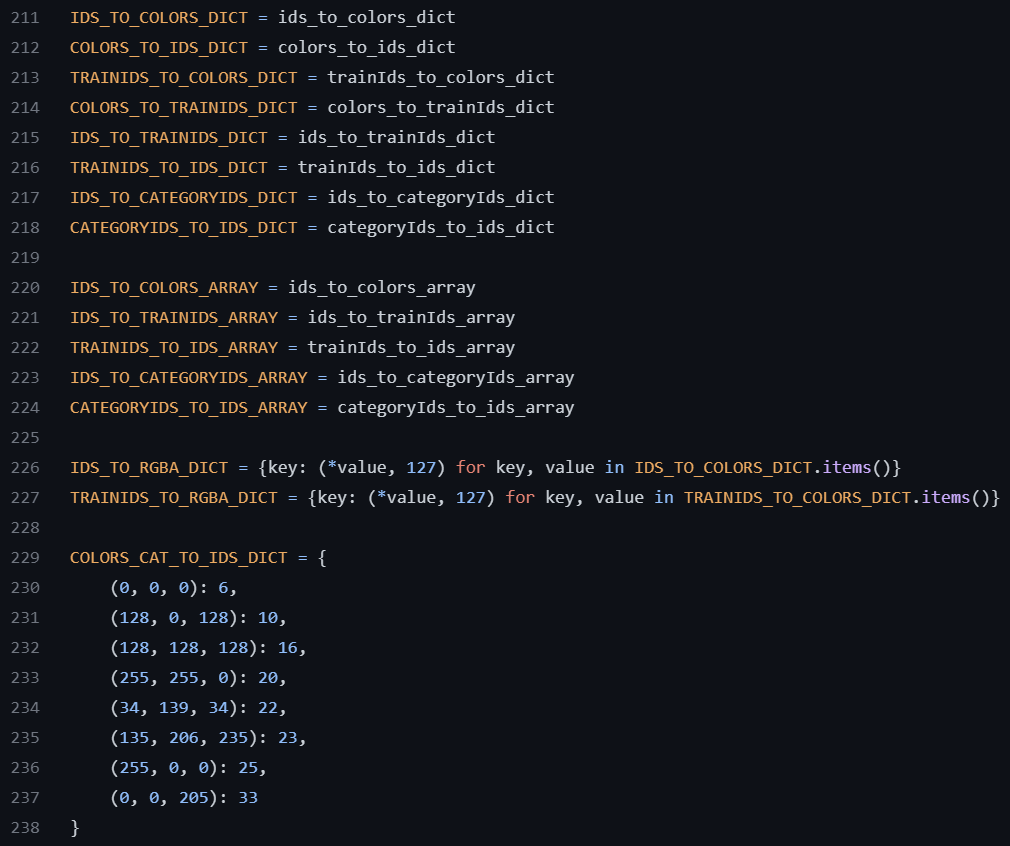 211 IDS_TO_COLORS_DICT = ids_to_colors_dict
212 COLORS_TO_IDS_DICT = colors_to_ids_dict
213 TRAINIDS_TO_COLORS_DICT = trainIds_to_colors_dict
214 COLORS_TO_TRAINIDS_DICT = colors_to_trainIds_dict
215 IDS_TO_TRAINIDS_DICT = ids_to_trainIds_dict
216 TRAINIDS_TO_IDS_DICT = trainIds_to_ids_dict
217 IDS_TO_CATEGORYIDS_DICT = ids_to_categoryIds_dict
218 CATEGORYIDS_TO_IDS_DICT = categoryIds_to_ids_dict
219
220 IDS_TO_COLORS_ARRAY = ids_to_colors_array
221 IDS_TO_TRAINIDS_ARRAY = ids_to_trainIds_array
222 TRAINIDS_TO_IDS_ARRAY = trainIds_to_ids_array
223 IDS_TO_CATEGORYIDS_ARRAY = ids_to_categoryIds_array
224 CATEGORYIDS_TO_IDS_ARRAY = categoryIds_to_ids_array
225
226 IDS_TO_RGBA_DICT = {key: (*value, 127) for key, value in IDS_TO_COLORS_DICT.items()}
227 TRAINIDS_TO_RGBA_DICT = {key: (*value, 127) for key, value in TRAINIDS_TO_COLORS_DICT.items()}
228
229 COLORS_CAT_TO_IDS_DICT = {
230     (0, 0, 0): 6,
231     (128, 0, 128): 10,
232     (128, 128, 128): 16,
233     (255, 255, 0): 20,
234     (34, 139, 34): 22,
235     (135, 206, 235): 23,
236     (255, 0, 0): 25,
237     (0, 0, 205): 33
238 }